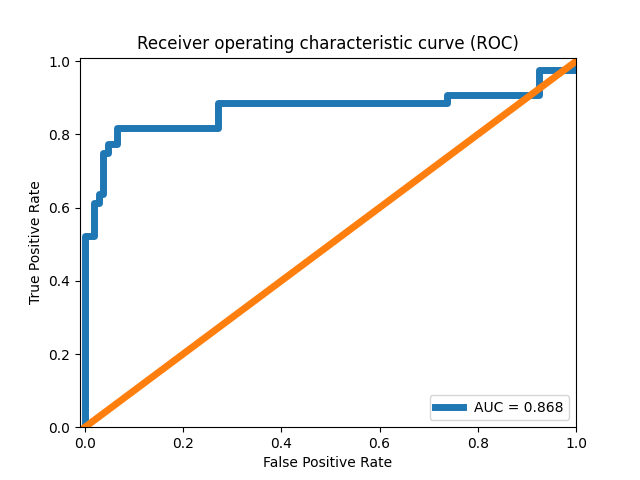 Receiver operating characteristic curve (ROC)
1.0
0.8
0.6
0.4
0.2
0.0
True Positive Rate
AUC = 0.868
0.0 0.2 0.4 0.6 0.8 1.0
False Positive Rate